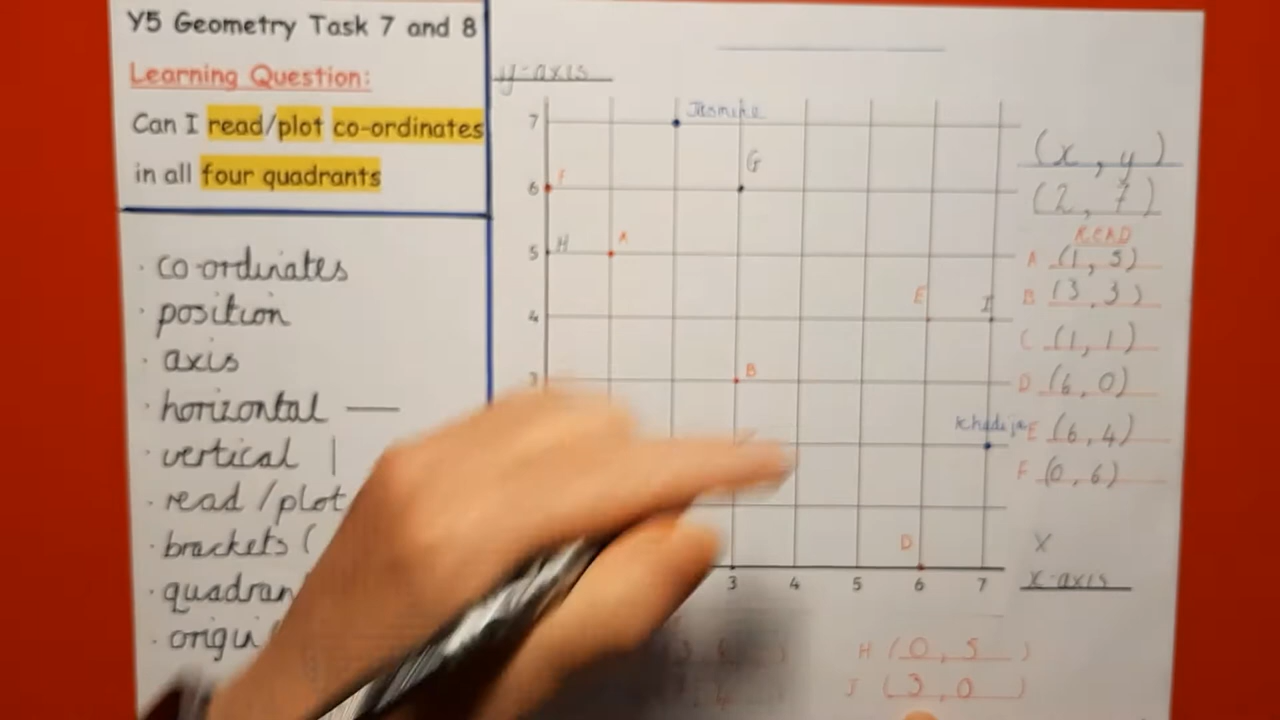 Y5 Geometry Task 7 and 8
Learning Question:
Can I read/plot co-ordinates
in all four quadrants
· co-ordinates
· position
· axis
· horizontal —
· vertical |
· read / plot
· brackets (
· quadran
· origi
y-axis
7
6
5
4
3
F
H
A
G
E
I
B
D
3 4 5 6 7
(x, y)
(2, 7)
READ
A (1, 5)
B (3 3)
C (1, 1)
D (6, 0)
E (6, 4)
F (0, 6)
X
x-axis
H (0, 5)
J (3, 0)